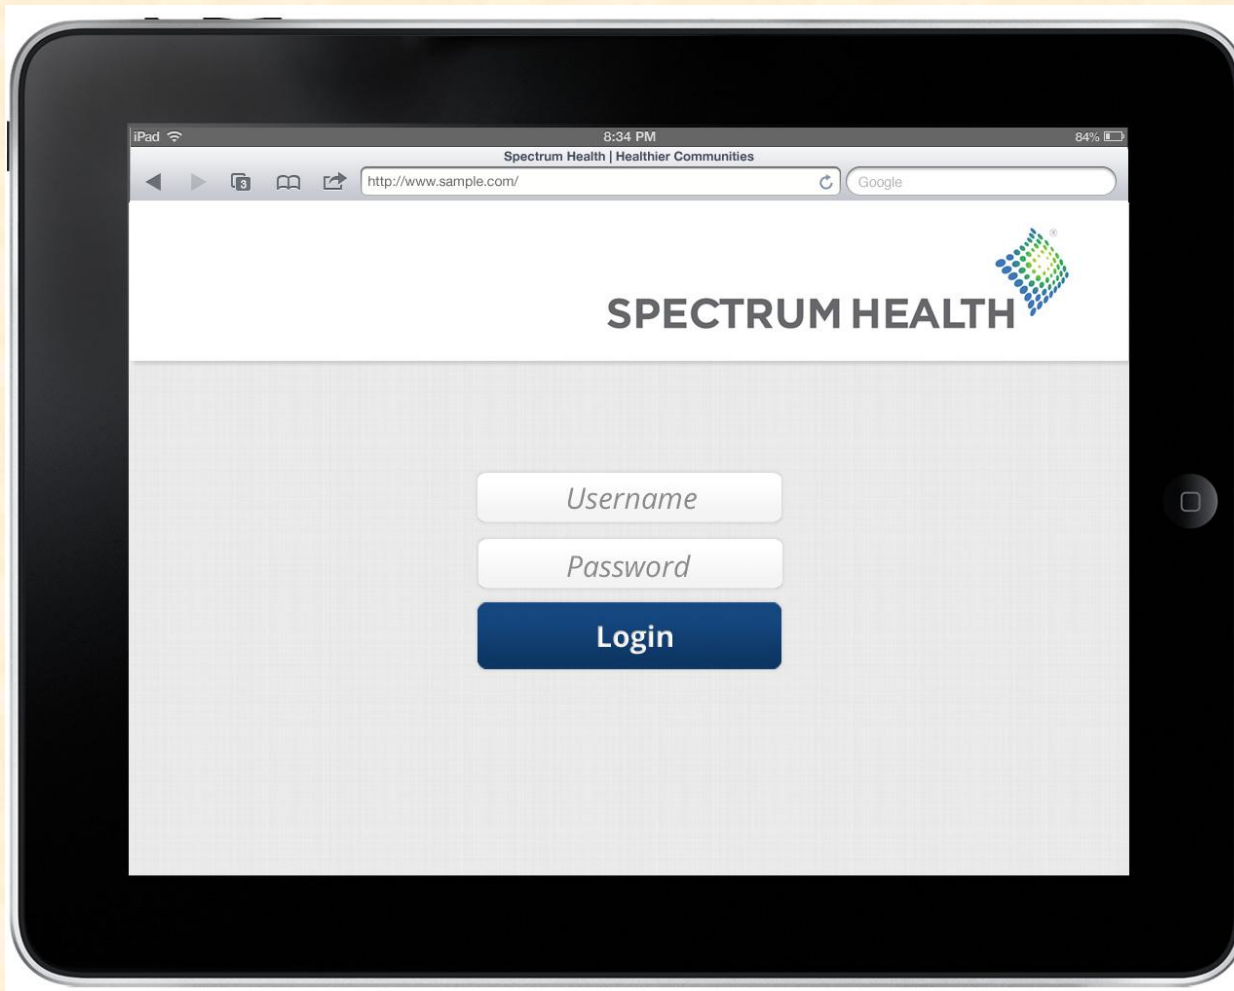 iPad 8:34 PM 84%
Spectrum Health | Healthier Communities
3 http://www.sample.com/ Google
SPECTRUM HEALTH®
Username
Password
Login